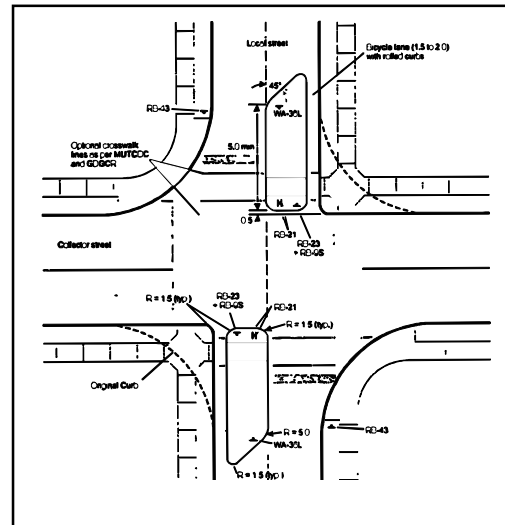 Local street
Bicycle lane (1.5 to 2.0)
with rolled curbs
45°
RB-43
WA-36L
Optional crosswalk
lines as per MUTCDC
and GDGCR
5.0 min
0.5
RB-21
RB-23
+ RB-9S
Collector street
RB-23
+ RB-9S
RB-21
R = 1.5 (typ.)
R = 1.5 (typ.)
Original Curb
R = 5.0
WA-36L
RB-43
R = 1.5 (typ.)